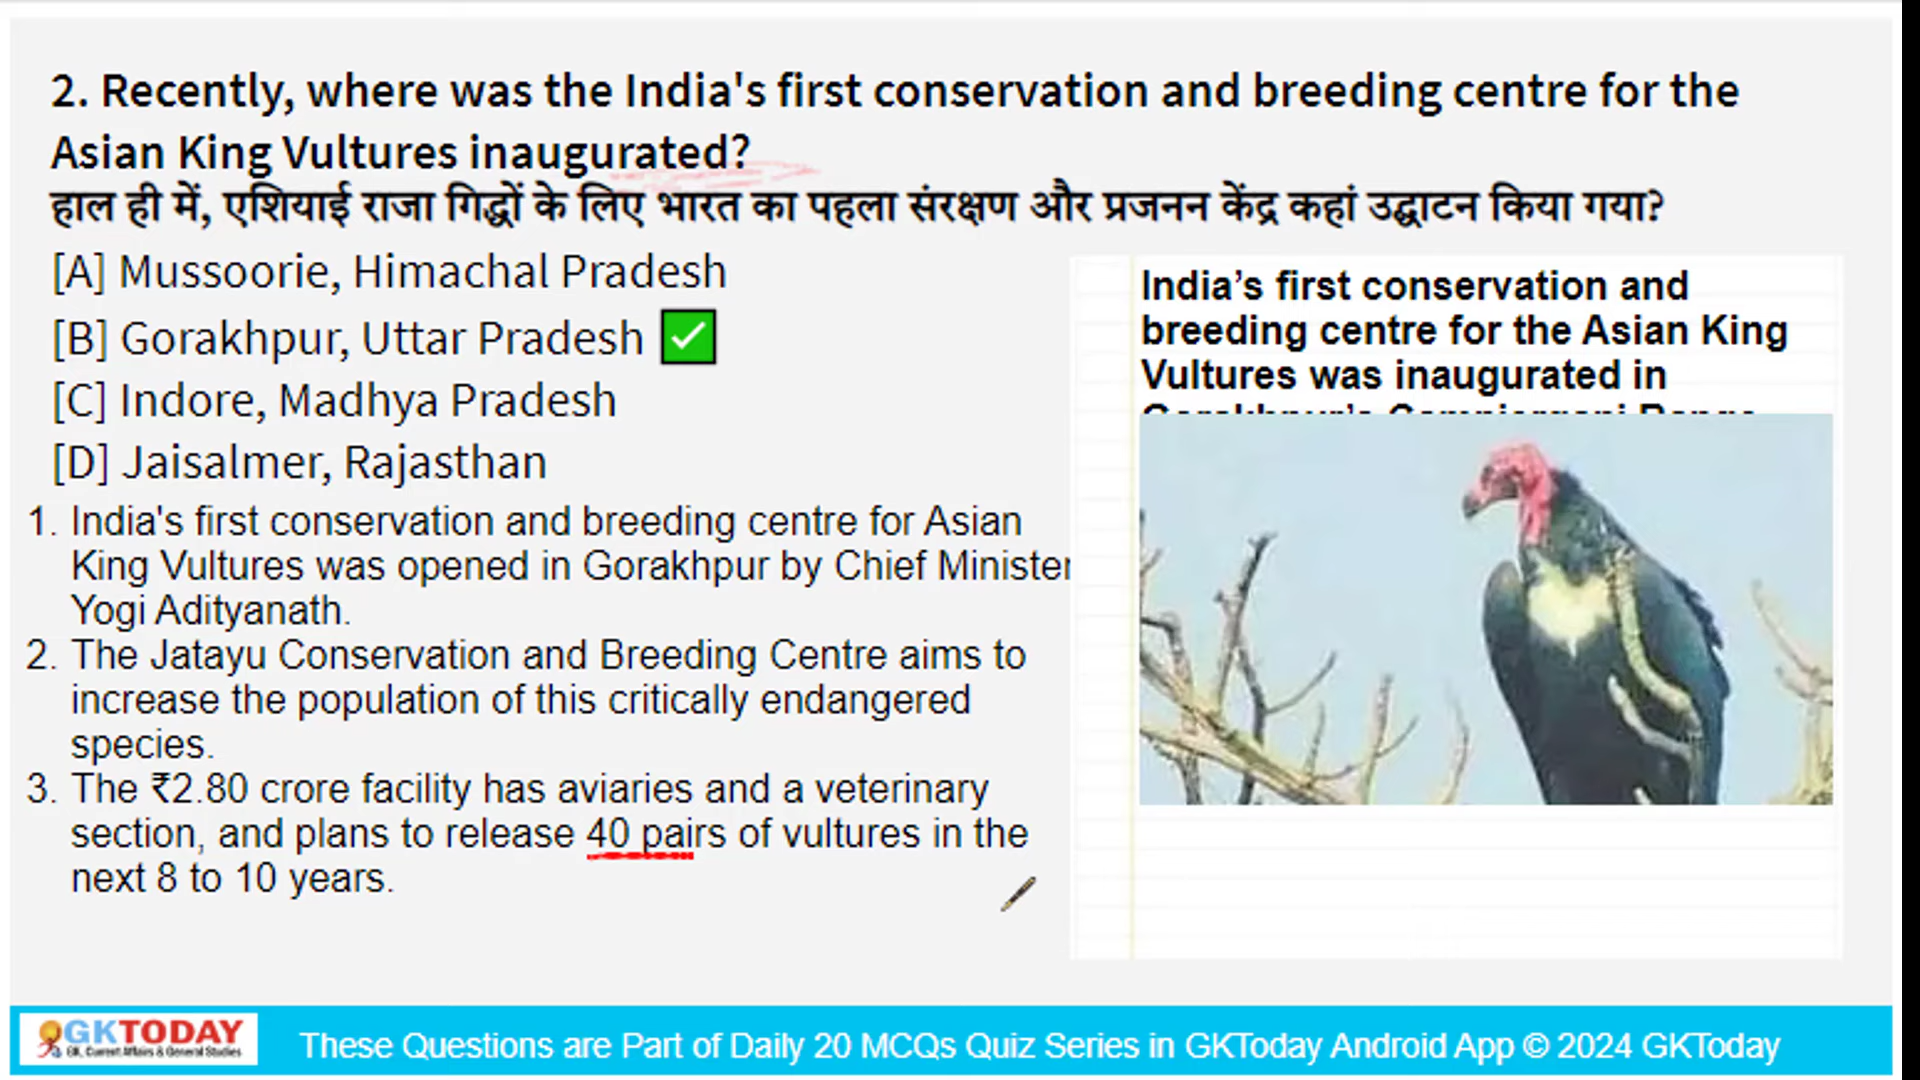 2. Recently, where was the India's first conservation and breeding centre for the
Asian King Vultures inaugurated?
हाल ही में, एशियाई राजा गिद्धों के लिए भारत का पहला संरक्षण और प्रजनन केंद्र कहां उद्घाटन किया गया?
[A] Mussoorie, Himachal Pradesh
[B] Gorakhpur, Uttar Pradesh
[C] Indore, Madhya Pradesh
[D] Jaisalmer, Rajasthan
1. India's first conservation and breeding centre for Asian
King Vultures was opened in Gorakhpur by Chief Minister
Yogi Adityanath.
2. The Jatayu Conservation and Breeding Centre aims to
increase the population of this critically endangered
species.
3. The ₹2.80 crore facility has aviaries and a veterinary
section, and plans to release 40 pairs of vultures in the
next 8 to 10 years.
India’s first conservation and
breeding centre for the Asian King
Vultures was inaugurated in
GKTODAY
GK, Current Affairs & General Studies
These Questions are Part of Daily 20 MCQs Quiz Series in GKToday Android App © 2024 GKToday